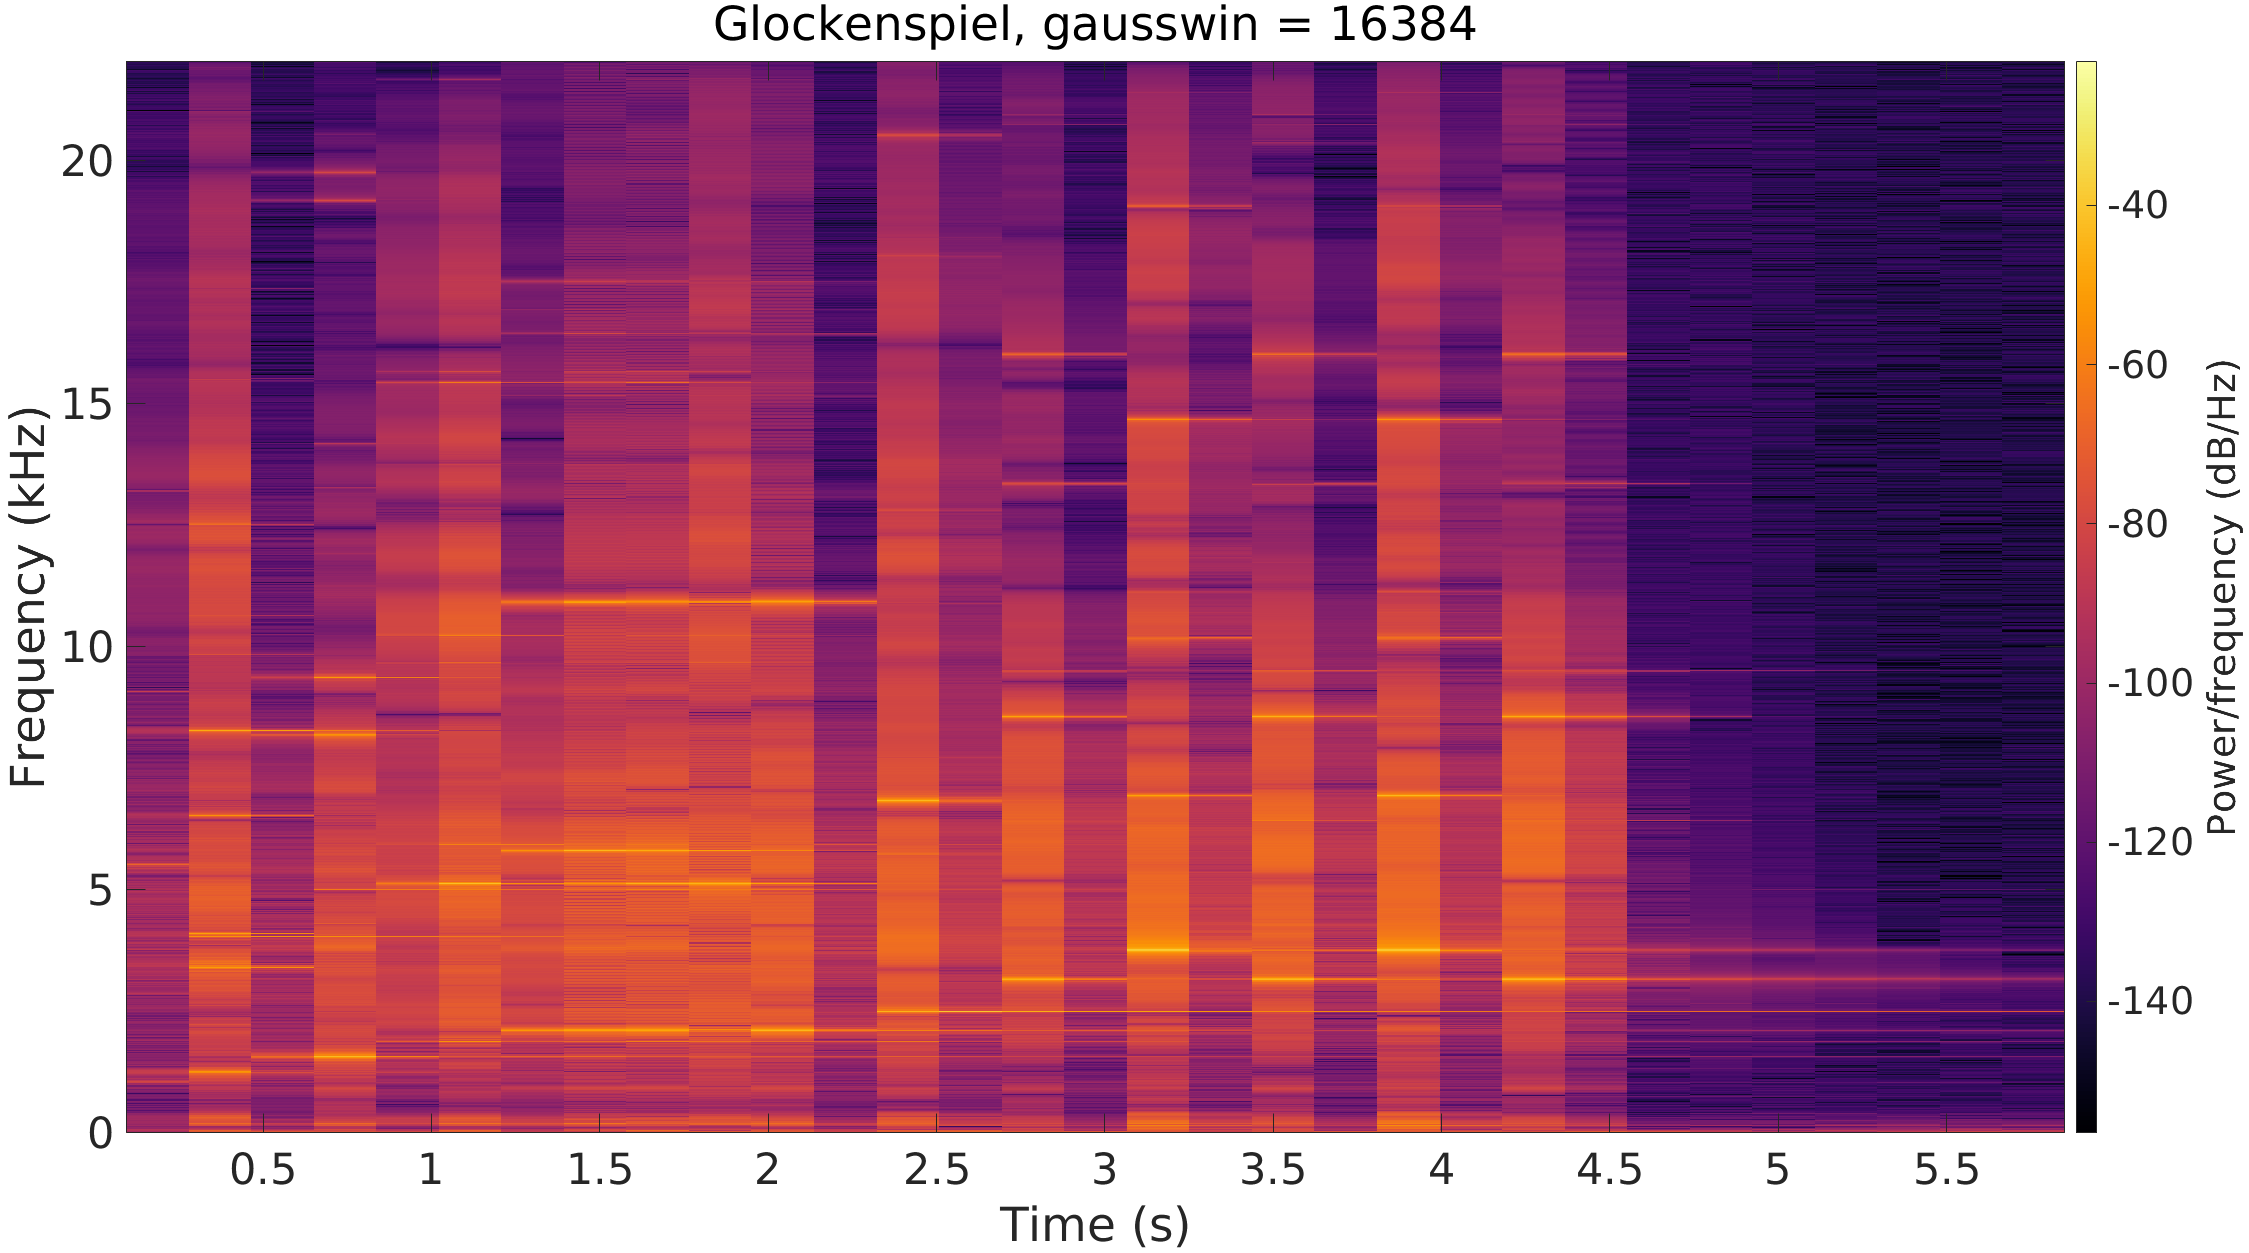 Glockenspiel, gausswin = 16384
Frequency (kHz)
20
15
10
5
0
0.5 1 1.5 2 2.5 3 3.5 4 4.5 5 5.5
Time (s)
-40
-60
-80
-100
-120
-140
Power/frequency (dB/Hz)